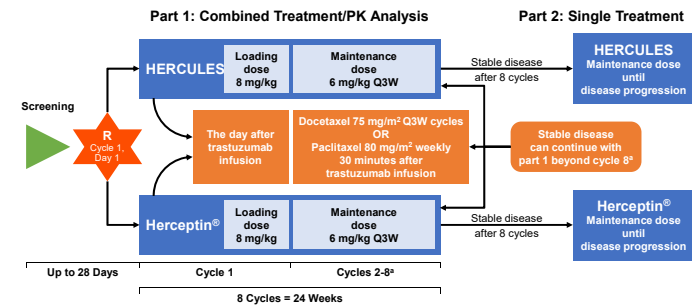 Part 1: Combined Treatment/PK Analysis
Part 2: Single Treatment
HERCULES
Loading
dose
8 mg/kg
Maintenance
dose
6 mg/kg Q3W
Stable disease
after 8 cycles
HERCULES
Maintenance dose
until
disease progression
Screening
R
Cycle 1,
Day 1
The day after
trastuzumab
infusion
Docetaxel 75 mg/m² Q3W cycles
OR
Paclitaxel 80 mg/m² weekly
30 minutes after
trastuzumab infusion
Stable disease
can continue with
part 1 beyond cycle 8ᵃ
Herceptin®
Loading
dose
8 mg/kg
Maintenance
dose
6 mg/kg Q3W
Stable disease
after 8 cycles
Herceptin®
Maintenance dose
until
disease progression
Up to 28 Days
Cycle 1
Cycles 2-8ᵃ
8 Cycles = 24 Weeks